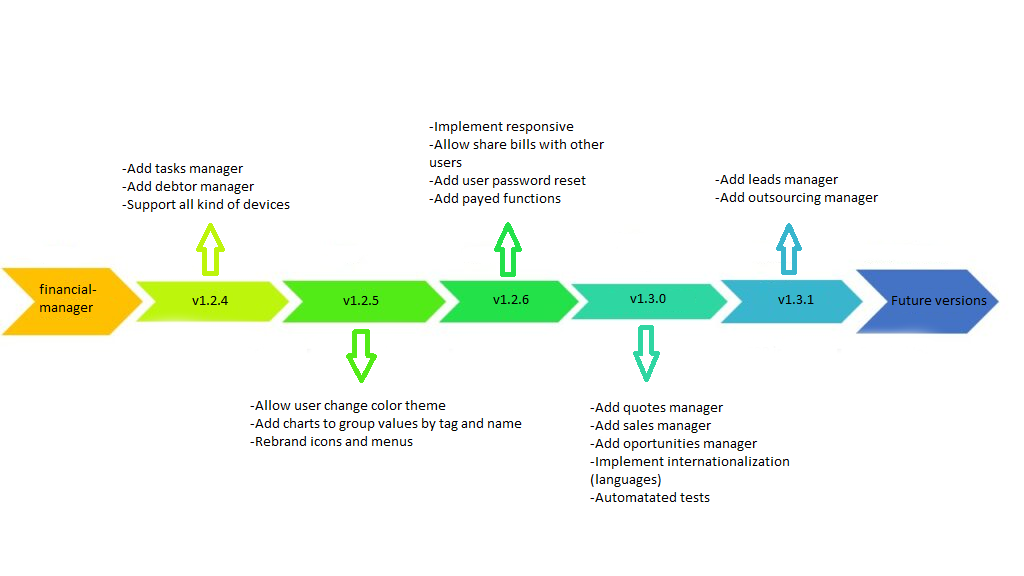 -Implement responsive
-Allow share bills with other
users
-Add user password reset
-Add payed functions
-Add tasks manager
-Add debtor manager
-Support all kind of devices
-Add leads manager
-Add outsourcing manager
financial-
manager
v1.2.4
v1.2.5
v1.2.6
v1.3.0
v1.3.1
Future versions
-Allow user change color theme
-Add charts to group values by tag and name
-Rebrand icons and menus
-Add quotes manager
-Add sales manager
-Add oportunities manager
-Implement internationalization
(languages)
-Automatated tests